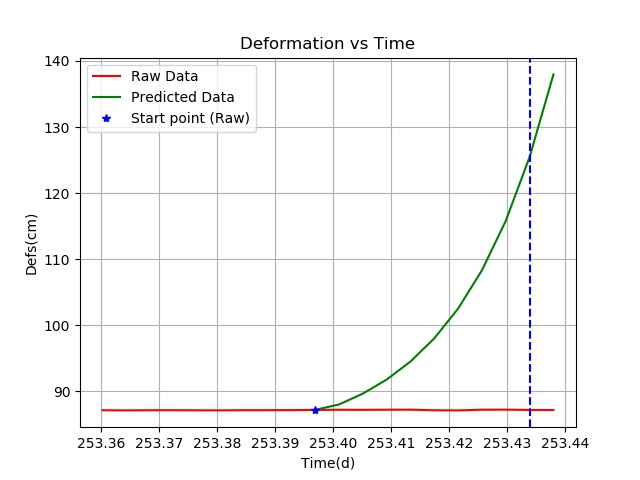 Deformation vs Time
Raw Data
Predicted Data
Start point (Raw)
Defs(cm)
140
130
120
110
100
90
253.36 253.37 253.38 253.39 253.40 253.41 253.42 253.43 253.44
Time(d)